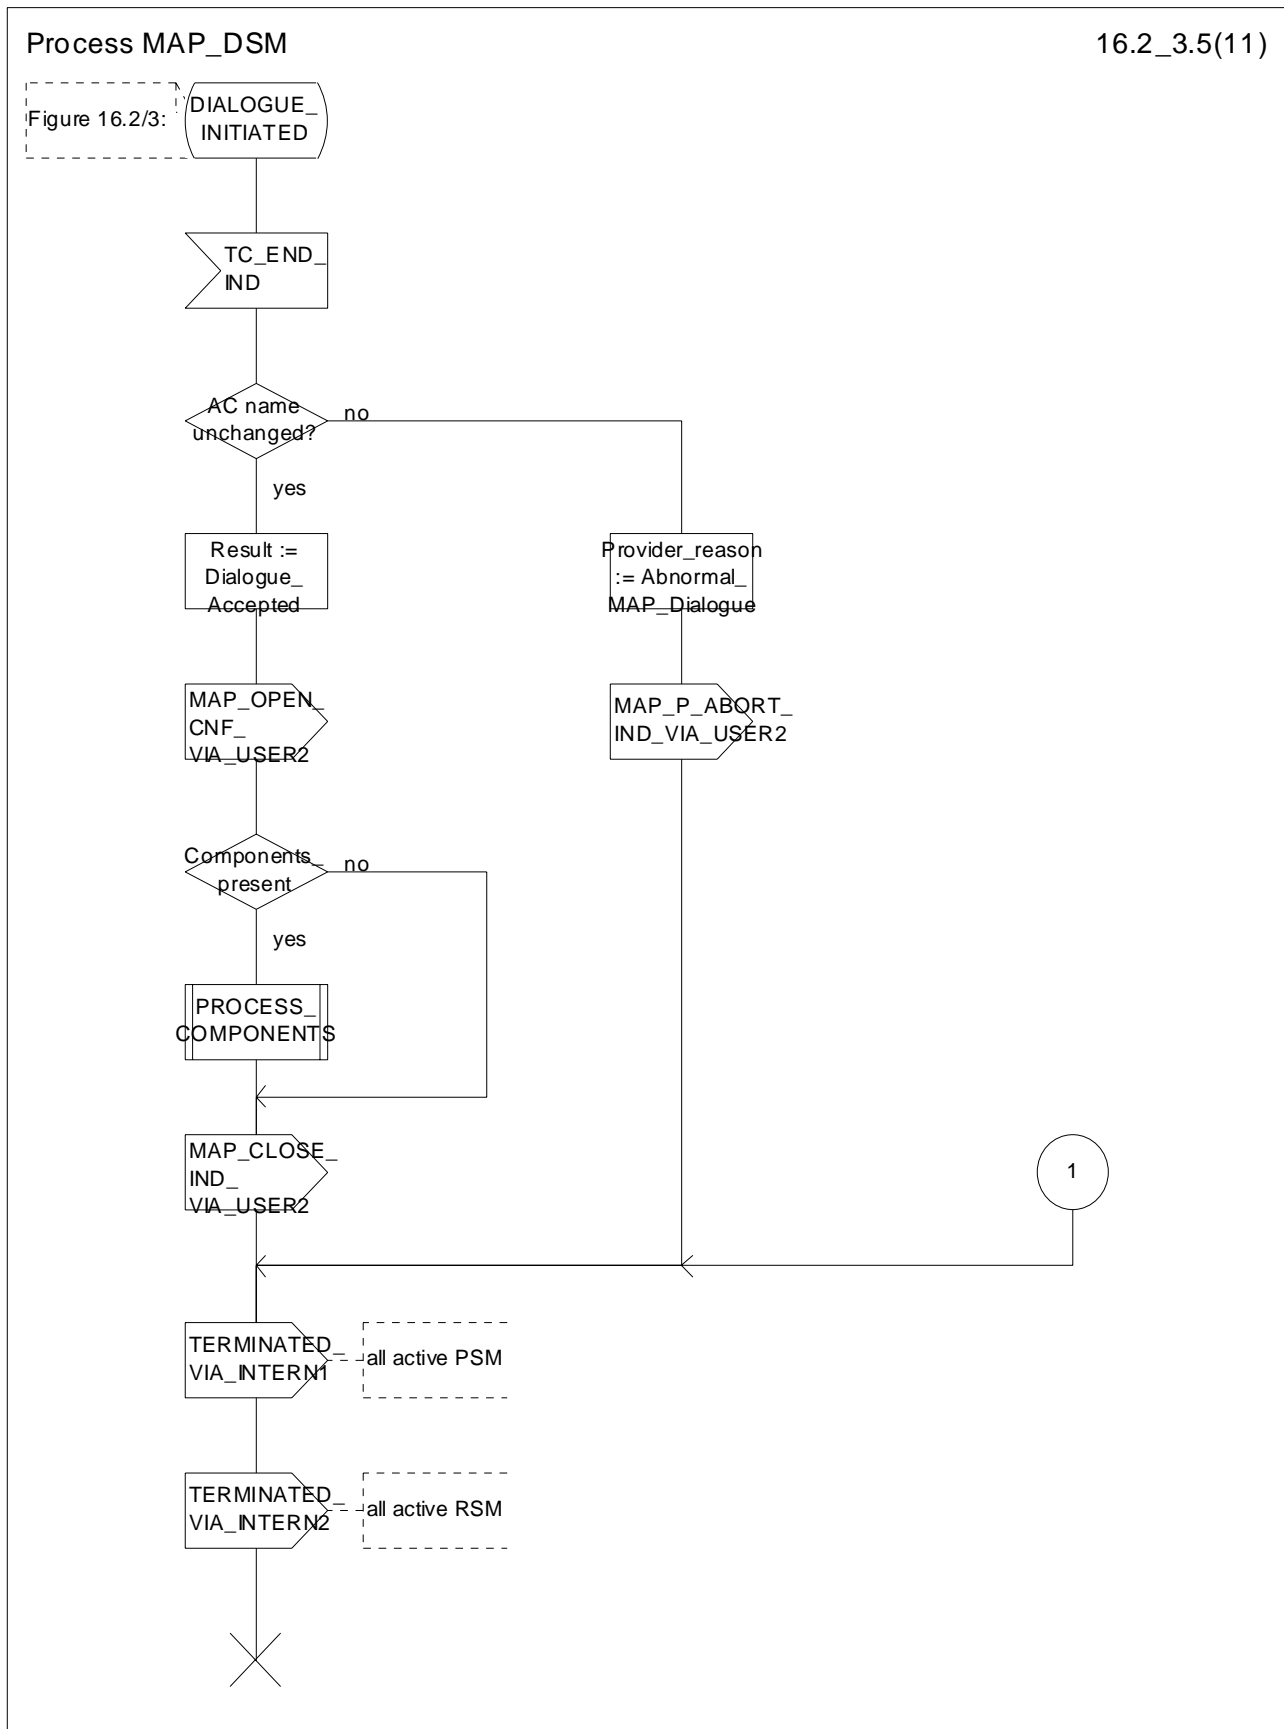 Process MAP_DSM
16.2_3.5(11)
Figure 16.2/3:
DIALOGUE_
INITIATED
TC_END_
IND
AC name
unchanged?
no
yes
Result :=
Dialogue_
Accepted
Provider_reason
:= Abnormal_
MAP_Dialogue
MAP_OPEN_
CNF_
VIA_USER2
MAP_P_ABORT_
IND_VIA_USER2
Components_
present
no
yes
PROCESS_
COMPONENTS
MAP_CLOSE_
IND_
VIA_USER2
1
TERMINATED_
VIA_INTERN1
all active PSM
TERMINATED_
VIA_INTERN2
all active RSM